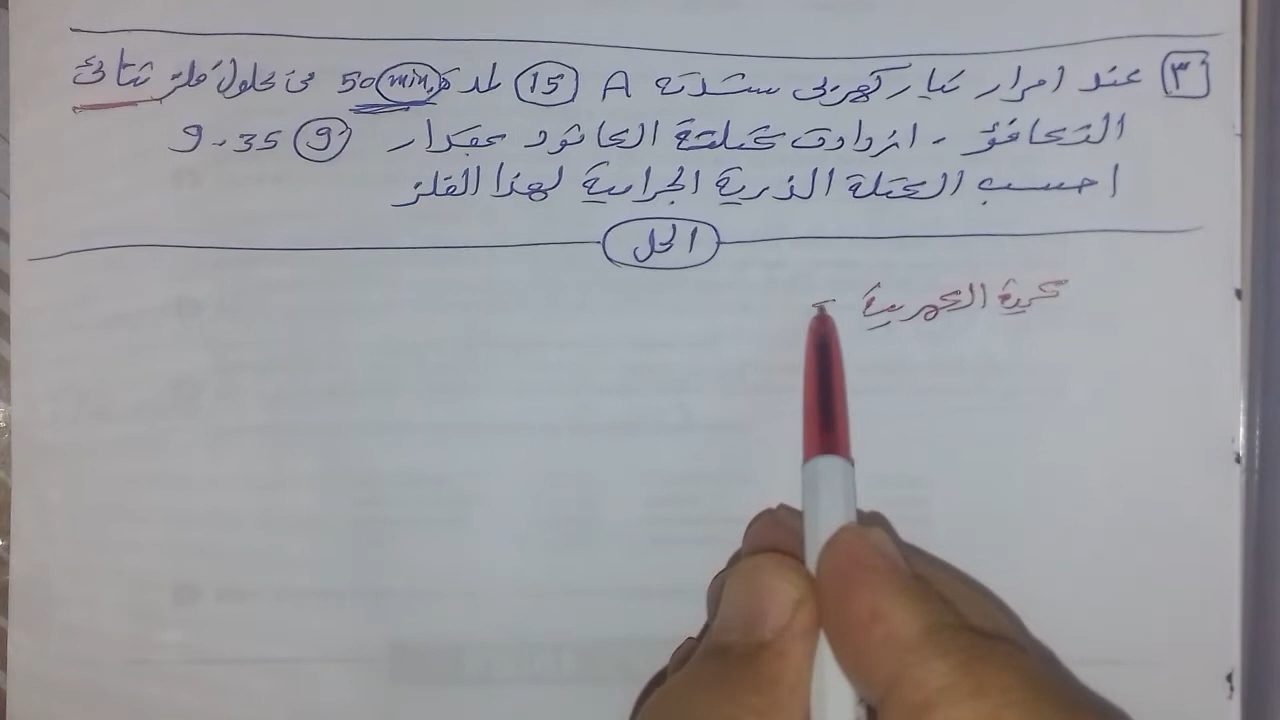 ٣ عند امرار تيار كهربى شدته 15 A لمدة 50 min فى محلول فلز ثنائى
التكافؤ - ازدادت كتلة الكاثود بمقدار 9.35 g
احسب الكتلة الذرية الجرامية لهذا الفلز
الحل
كمية الكهربية =